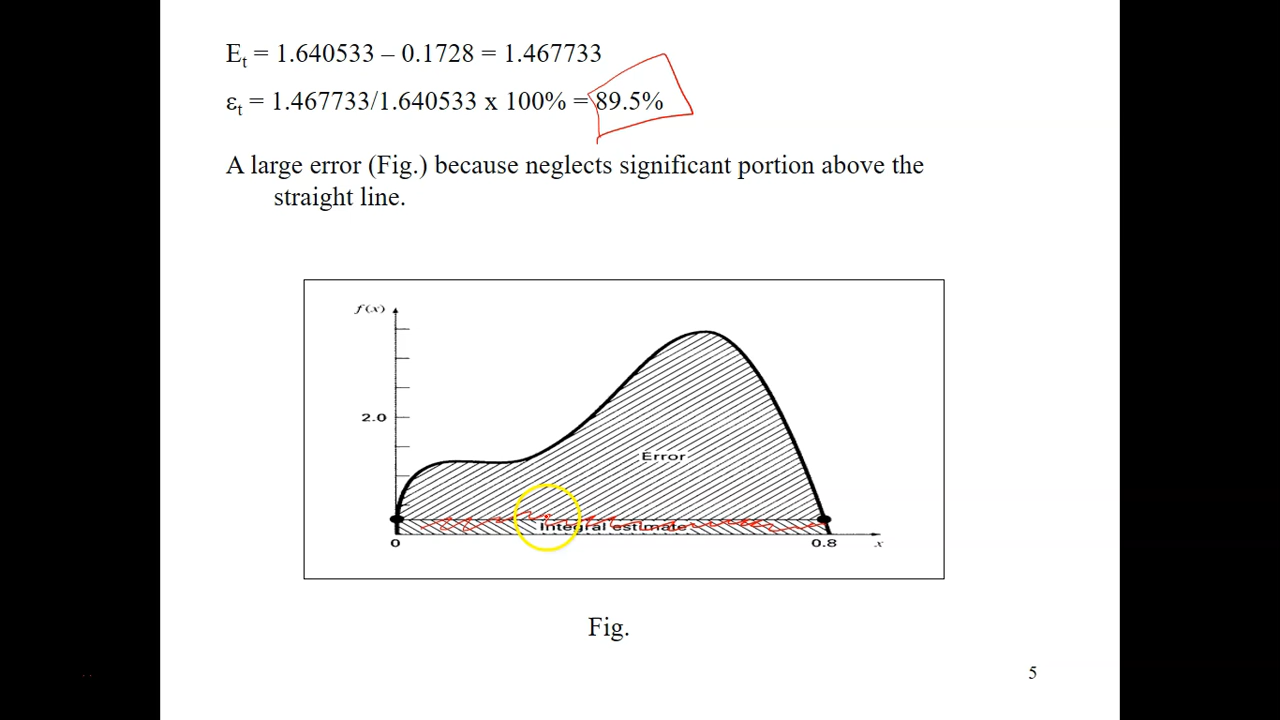 Eₜ = 1.640533 – 0.1728 = 1.467733
εₜ = 1.467733/1.640533 x 100% = 89.5%
A large error (Fig.) because neglects significant portion above the
straight line.
f(x)
2.0
Error
Integral estimate
0
0.8
x
Fig.
5